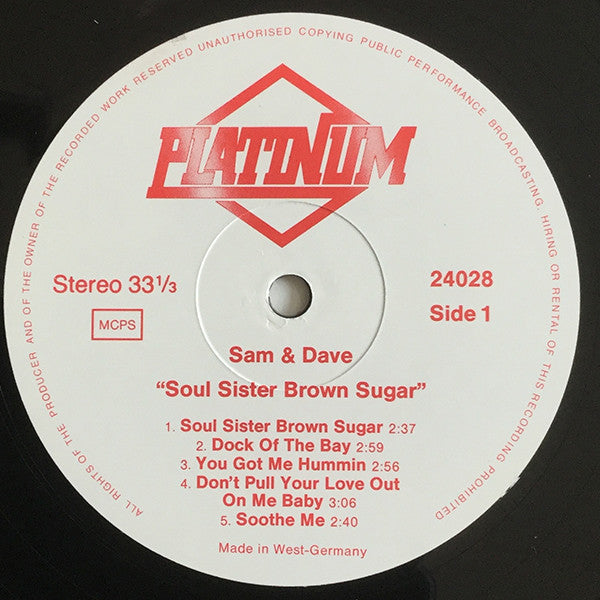 ALL RIGHTS OF THE PRODUCER AND OF THE OWNER OF THE RECORDED WORK RESERVED UNAUTHORISED COPYING PUBLIC PERFORMANCE BROADCASTING, HIRING OR RENTAL OF THIS RECORDING PROHIBITED
PLATINUM
Stereo 33 1/3
24028
MCPS
Side 1
Sam & Dave
“Soul Sister Brown Sugar”
1. Soul Sister Brown Sugar 2:37
2. Dock Of The Bay 2:59
3. You Got Me Hummin 2:56
4. Don't Pull Your Love Out
On Me Baby 3:06
5. Soothe Me 2:40
Made in West-Germany